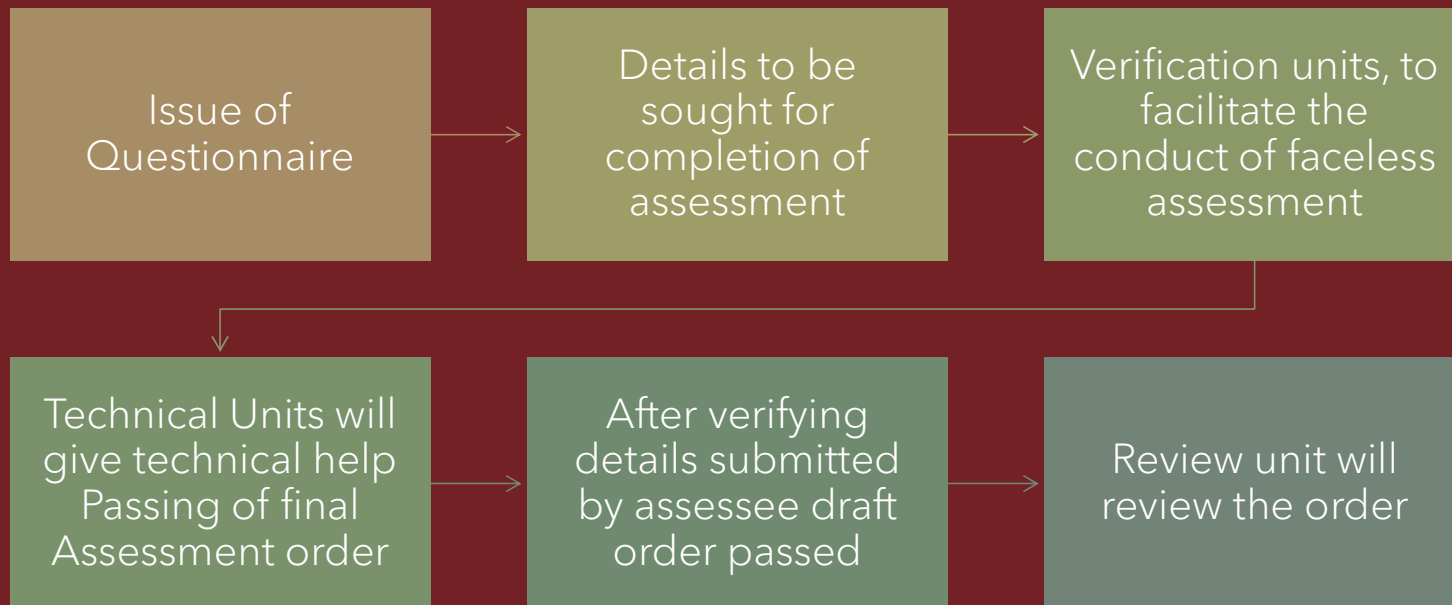 Issue of
Questionnaire
Details to be
sought for
completion of
assessment
Verification units, to
facilitate the
conduct of faceless
assessment
Technical Units will
give technical help
Passing of final
Assessment order
After verifying
details submitted
by assessee draft
order passed
Review unit will
review the order